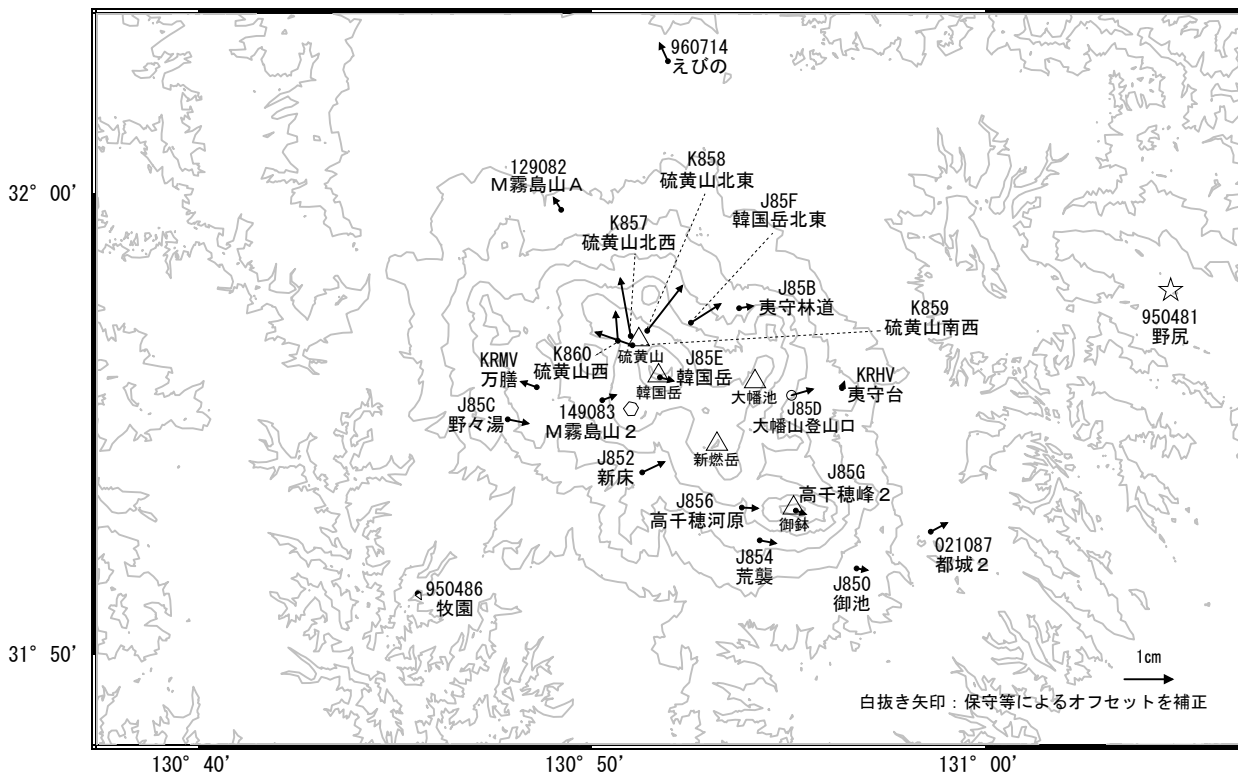 960714
えびの
K858
硫黄山北東
129082
M霧島山A
32° 00′
J85F
韓国岳北東
K857
硫黄山北西
J85B
夷守林道
K859
硫黄山南西
950481
野尻
K860
硫黄山西
硫黄山
J85E
韓国岳
韓国岳
KRMV
万膳
大幡池
KRHV
夷守台
J85C
野々湯
149083
M霧島山2
J85D
大幡山登山口
新燃岳
J852
新床
J85G
高千穂峰2
J856
高千穂河原
御鉢
021087
都城2
J854
荒襲
J850
御池
950486
牧園
31° 50′
1cm
白抜き矢印：保守等によるオフセットを補正
130° 40′
130° 50′
131° 00′